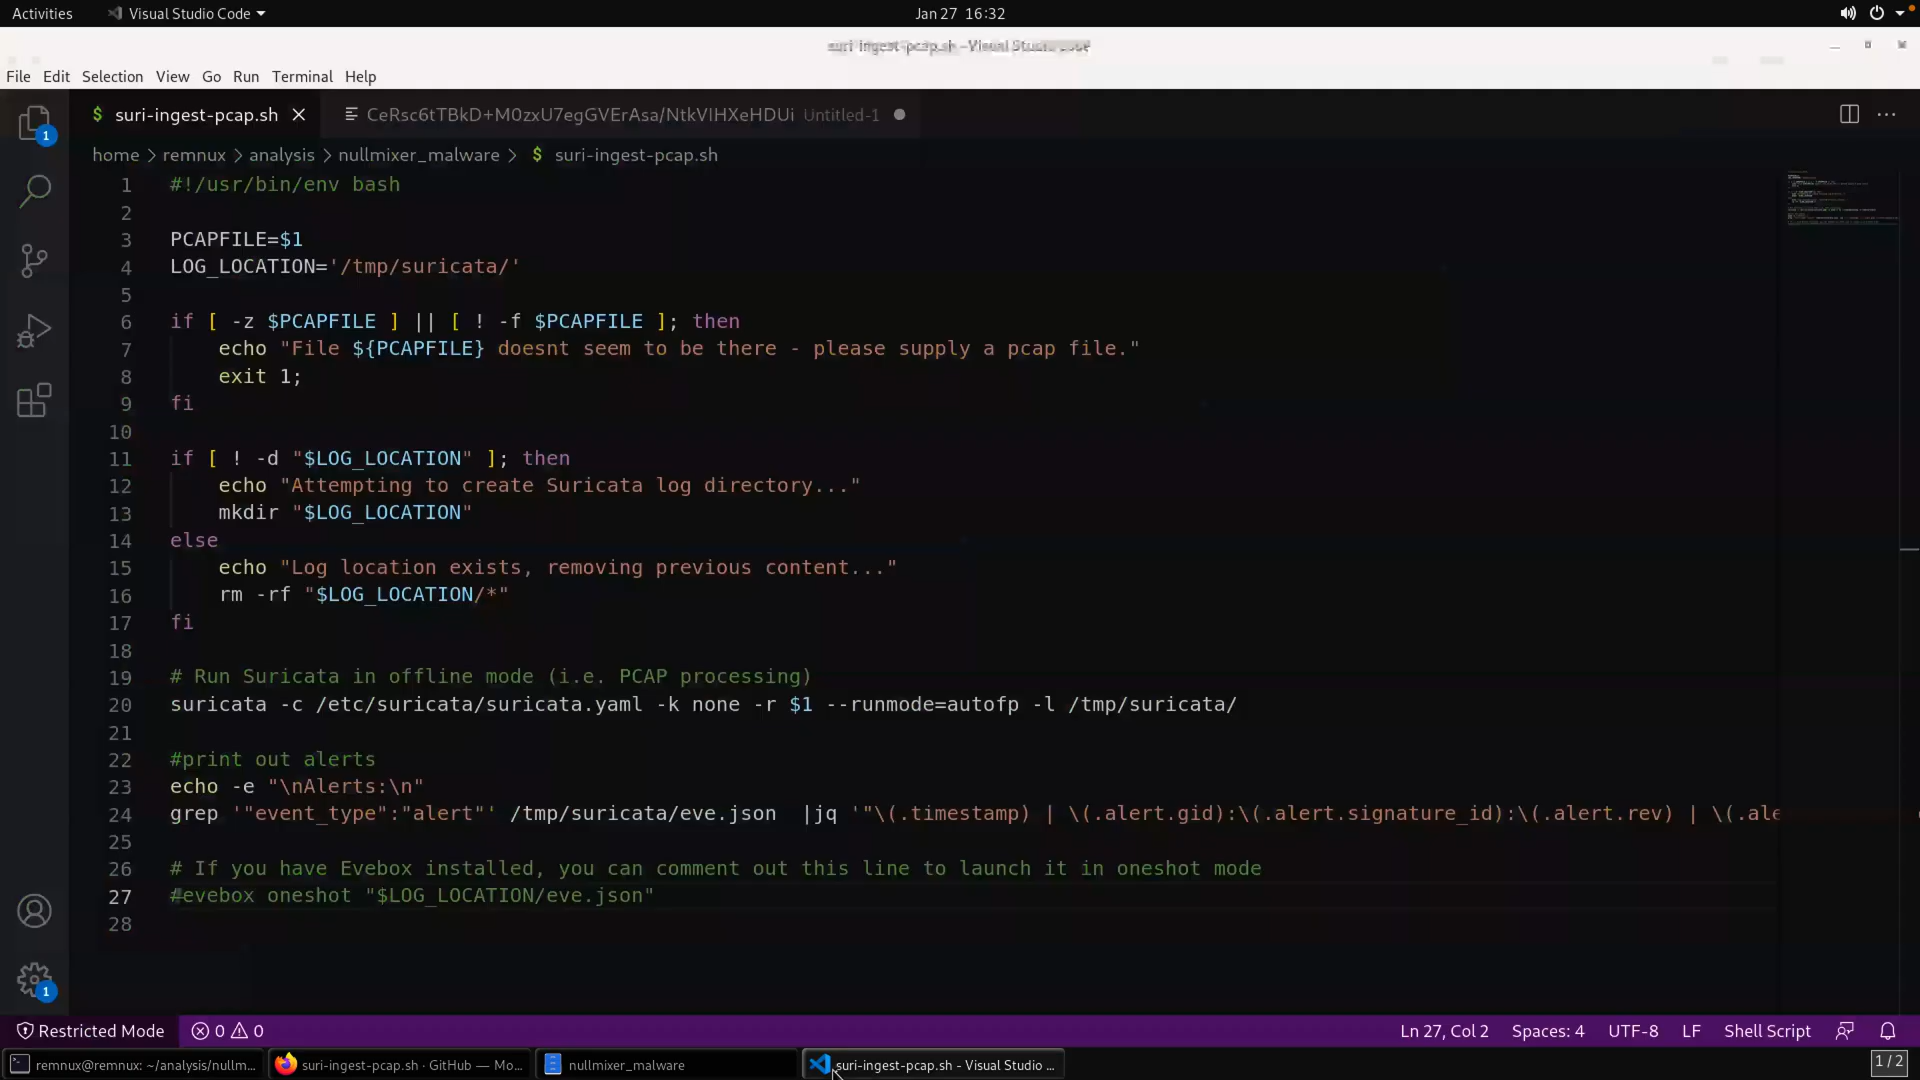 Activities Visual Studio Code Jan 27 16:32
suri-ingest-pcap.sh - Visual Studio Code
File Edit Selection View Go Run Terminal Help
$ suri-ingest-pcap.sh CeRsc6tTBkD+M0zxU7egGVErAsa/NtkVIHXeHDUi Untitled-1
1
home > remnux > analysis > nullmixer_malware > $ suri-ingest-pcap.sh
1 #!/usr/bin/env bash
2
3 PCAPFILE=$1
4 LOG_LOCATION='/tmp/suricata/'
5
6 if [ -z $PCAPFILE ] || [ ! -f $PCAPFILE ]; then
7 echo "File ${PCAPFILE} doesnt seem to be there - please supply a pcap file."
8 exit 1;
9 fi
10
11 if [ ! -d "$LOG_LOCATION" ]; then
12 echo "Attempting to create Suricata log directory..."
13 mkdir "$LOG_LOCATION"
14 else
15 echo "Log location exists, removing previous content..."
16 rm -rf "$LOG_LOCATION/*"
17 fi
18
19 # Run Suricata in offline mode (i.e. PCAP processing)
20 suricata -c /etc/suricata/suricata.yaml -k none -r $1 --runmode=autofp -l /tmp/suricata/
21
22 #print out alerts
23 echo -e "\nAlerts:\n"
24 grep '"event_type":"alert"' /tmp/suricata/eve.json |jq '"\(.timestamp) | \(.alert.gid):\(.alert.signature_id):\(.alert.rev) | \(.ale
25
26 # If you have Evebox installed, you can comment out this line to launch it in oneshot mode
27 #evebox oneshot "$LOG_LOCATION/eve.json"
28
1
Restricted Mode 0 0 Ln 27, Col 2 Spaces: 4 UTF-8 LF Shell Script
remnux@remnux: ~/analysis/nullm... suri-ingest-pcap.sh · GitHub — Mo... nullmixer_malware suri-ingest-pcap.sh - Visual Studio ... 1 / 2